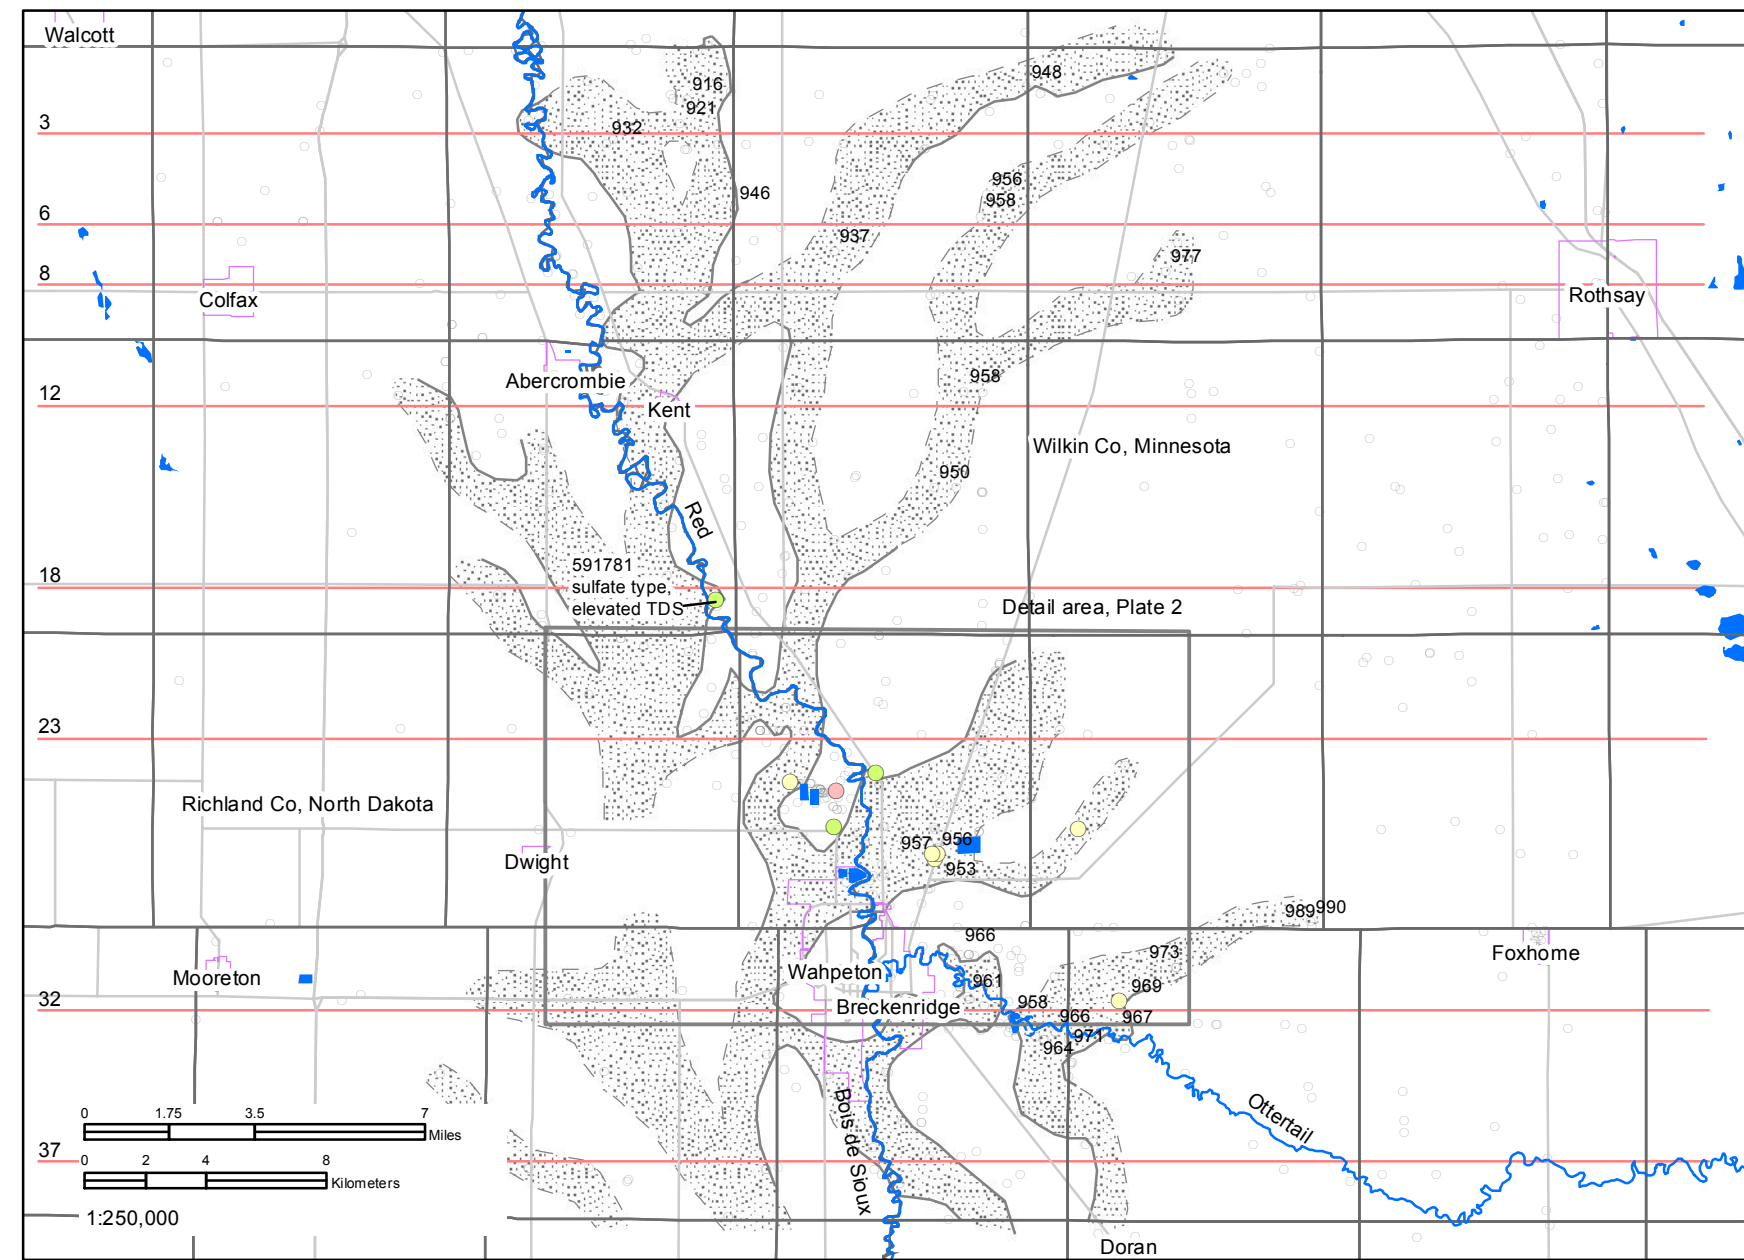 Walcott
948
916
921
3
932
956
946
958
6
937
977
8
Colfax
Rothsay
958
Abercrombie
12
Kent
Wilkin Co, Minnesota
950
Red
591781
sulfate type,
elevated TDS
18
Detail area, Plate 2
23
Richland Co, North Dakota
957
956
953
Dwight
989
990
966
973
Foxhome
Wahpeton
Mooreton
961
969
32
Breckenridge
958
966
967
971
964
Bois de Sioux
Ottertail
0
1.75
3.5
7
Miles
37
0
2
4
8
Kilometers
1:250,000
Doran